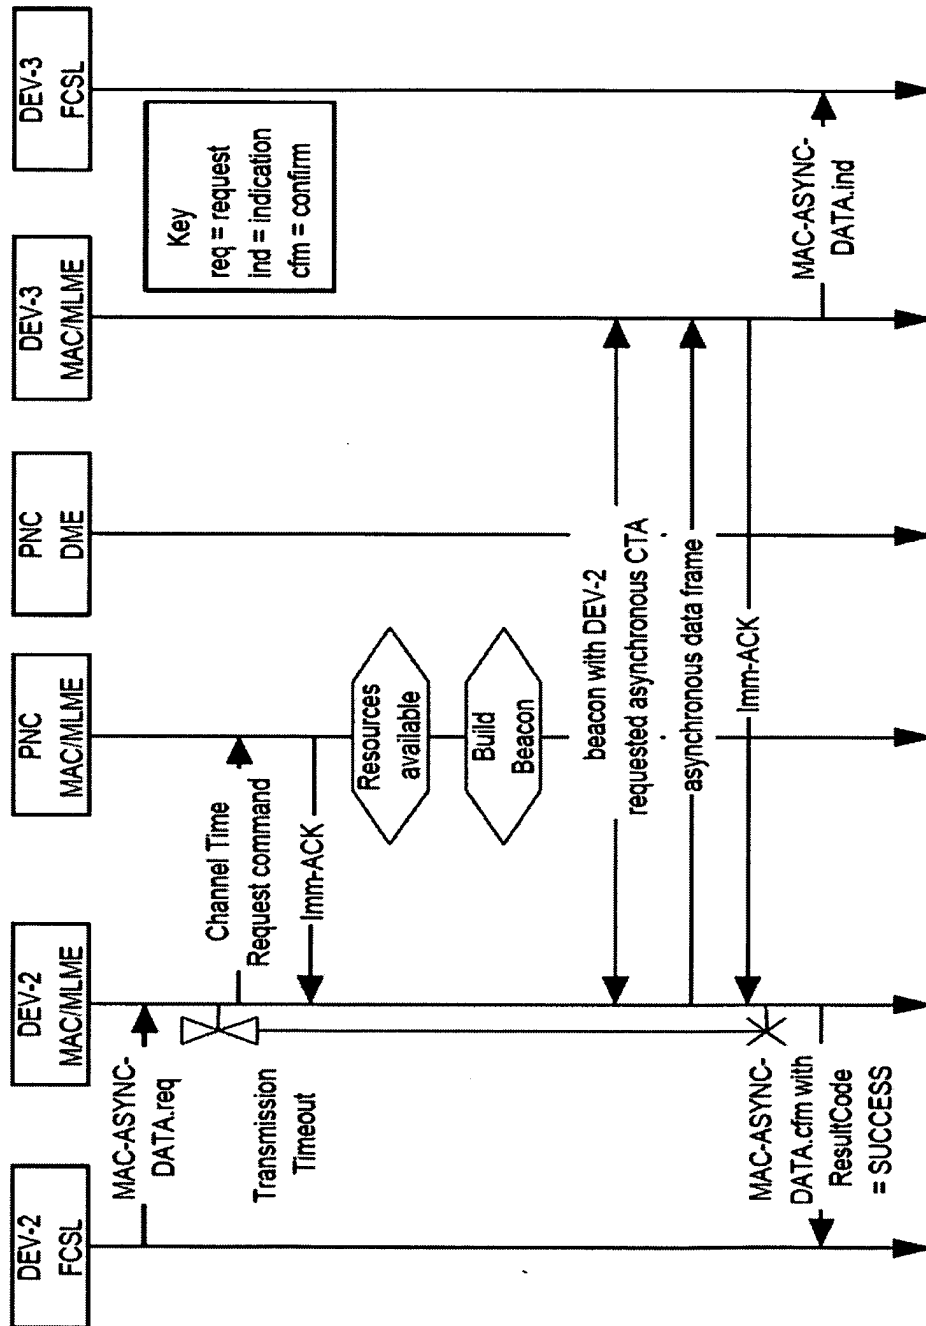 DEV-2
FCSL
DEV-2
MAC/MLME
PNC
MAC/MLME
PNC
DME
DEV-3
MAC/MLME
DEV-3
FCSL
Key
req = request
ind = indication
cfm = confirm
MAC-ASYNC-
DATA.req
Transmission
Timeout
Channel Time
Request command
Imm-ACK
Resources
available
Build
Beacon
beacon with DEV-2
requested asynchronous CTA
asynchronous data frame
Imm-ACK
MAC-ASYNC-
DATA.cfm with
ResultCode
= SUCCESS
MAC-ASYNC-
DATA.ind